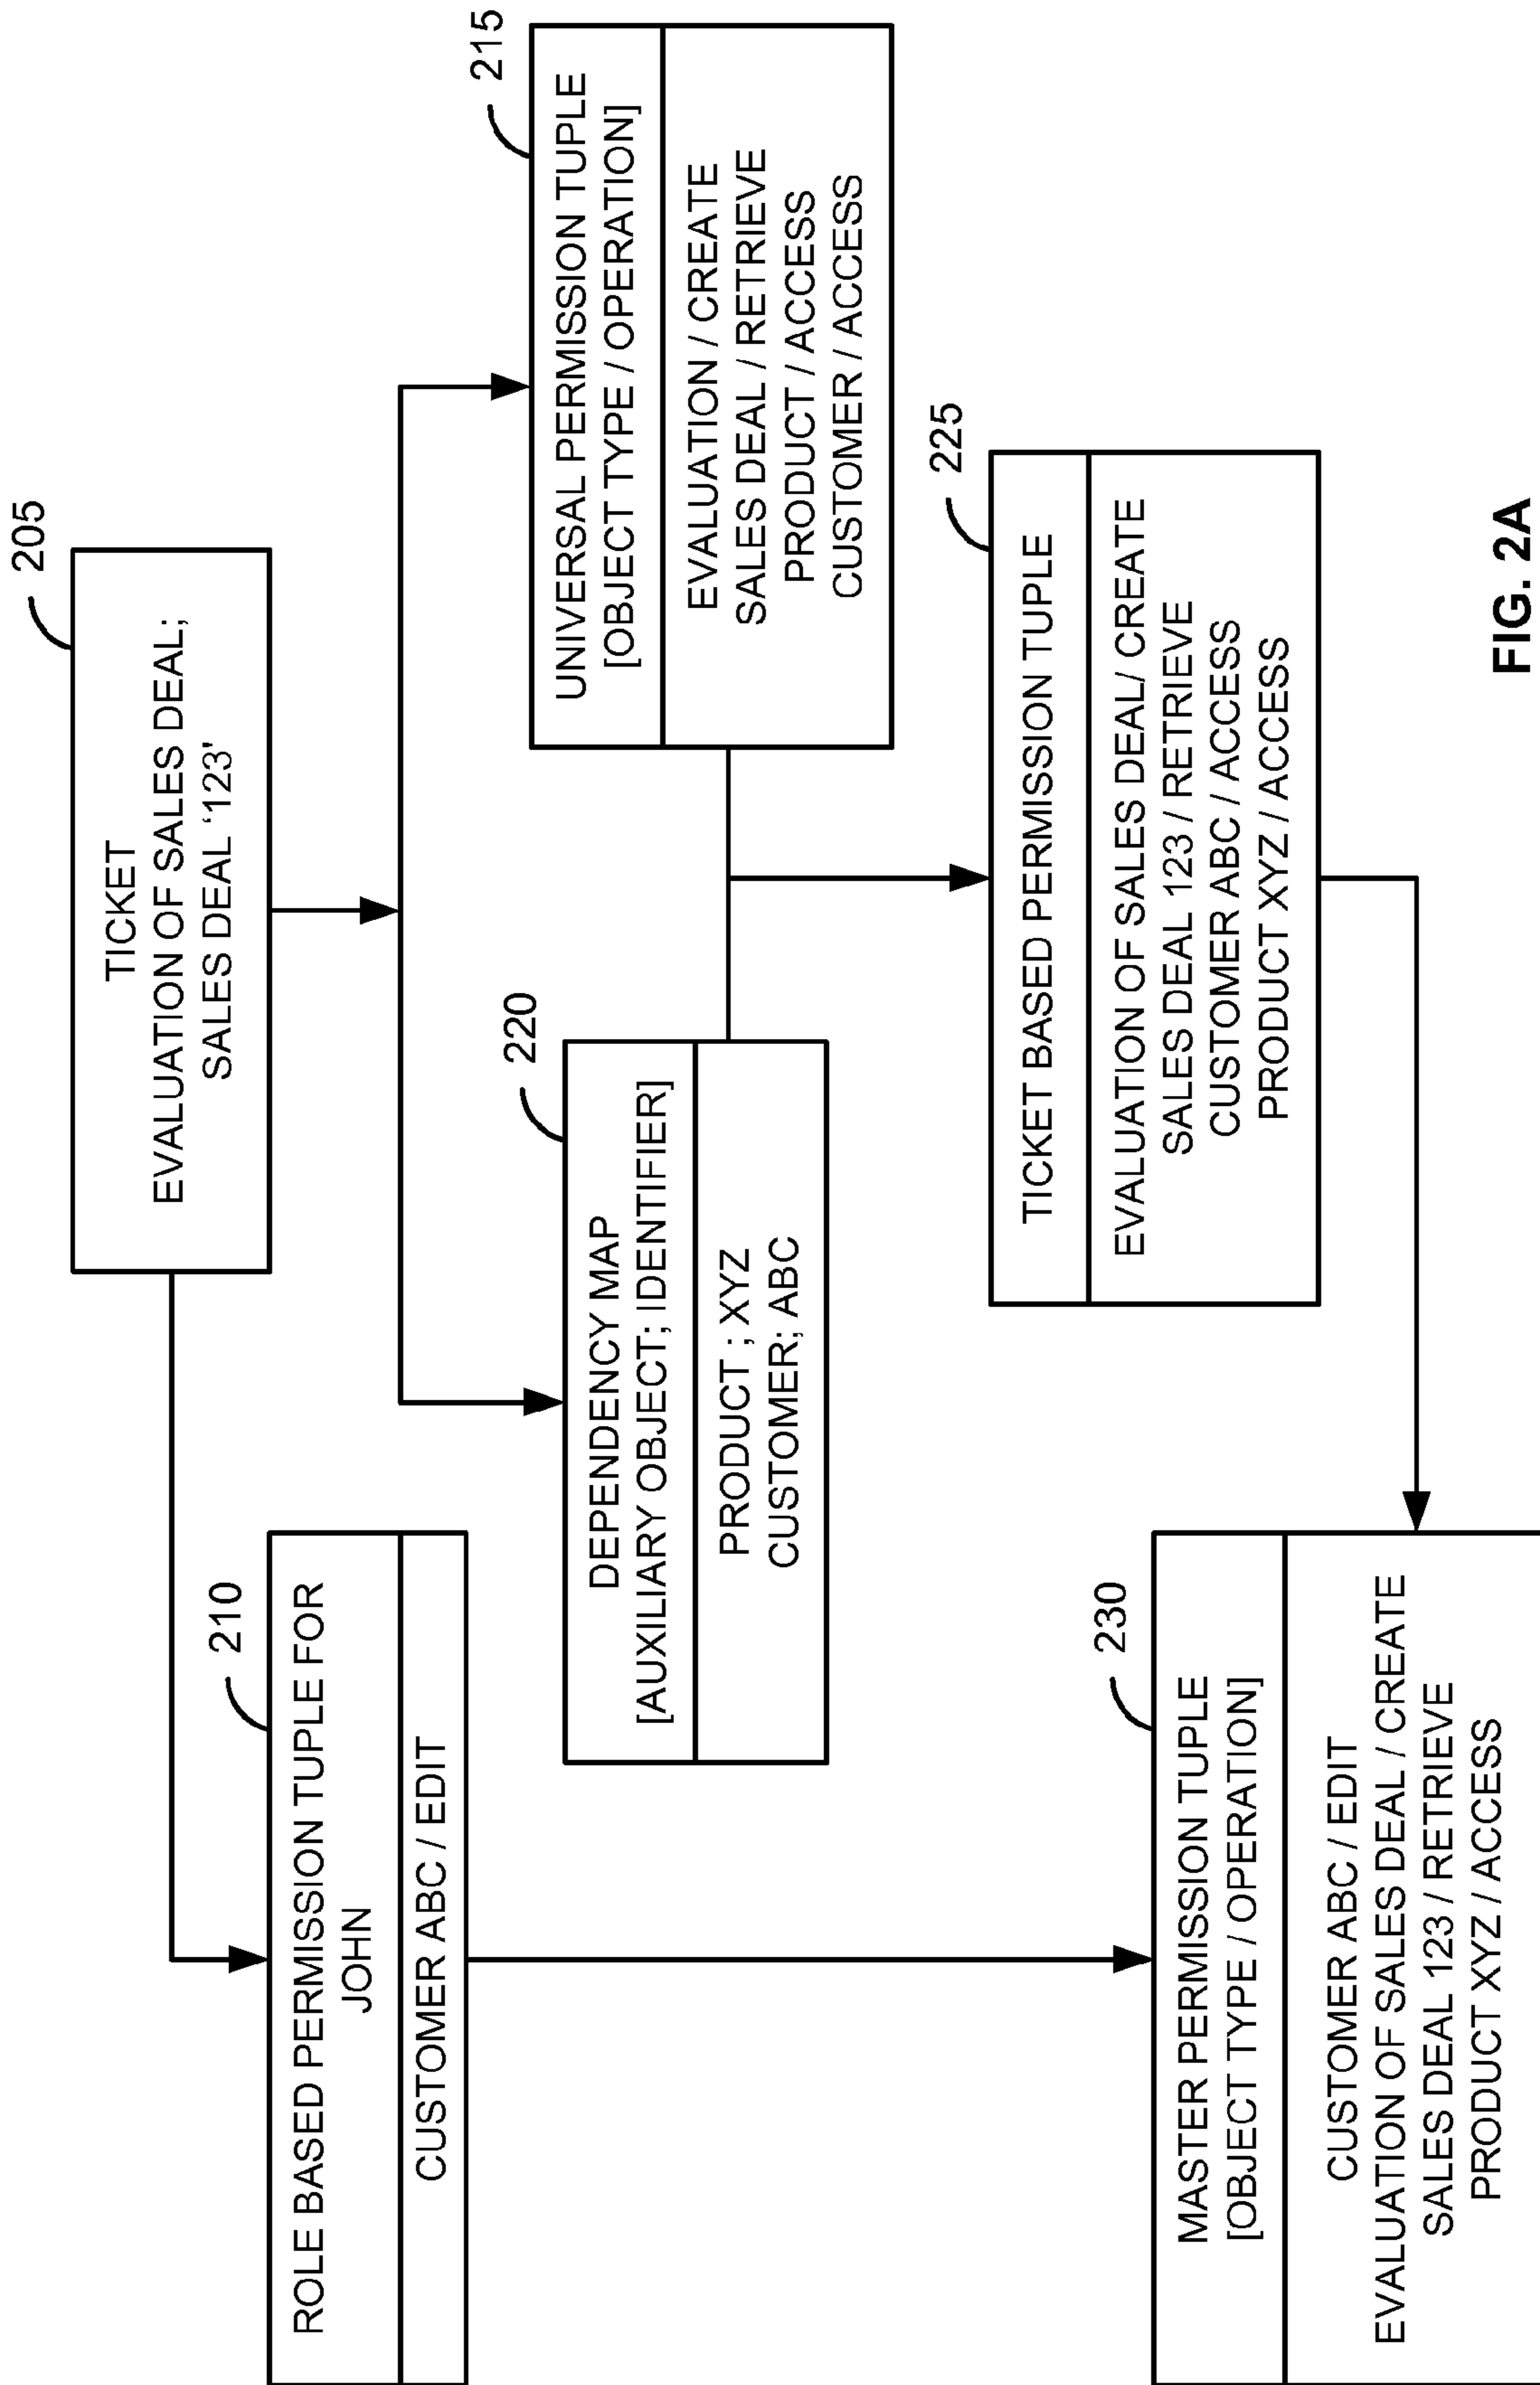 205
TICKET
EVALUATION OF SALES DEAL;
SALES DEAL ‘123’
210
ROLE BASED PERMISSION TUPLE FOR
JOHN
CUSTOMER ABC / EDIT
220
DEPENDENCY MAP
[AUXILIARY OBJECT; IDENTIFIER]
PRODUCT ; XYZ
CUSTOMER; ABC
215
UNIVERSAL PERMISSION TUPLE
[OBJECT TYPE / OPERATION]
EVALUATION / CREATE
SALES DEAL / RETRIEVE
PRODUCT / ACCESS
CUSTOMER / ACCESS
225
TICKET BASED PERMISSION TUPLE
EVALUATION OF SALES DEAL/ CREATE
SALES DEAL 123 / RETRIEVE
CUSTOMER ABC / ACCESS
PRODUCT XYZ / ACCESS
230
MASTER PERMISSION TUPLE
[OBJECT TYPE / OPERATION]
CUSTOMER ABC / EDIT
EVALUATION OF SALES DEAL / CREATE
SALES DEAL 123 / RETRIEVE
PRODUCT XYZ / ACCESS
FIG. 2A